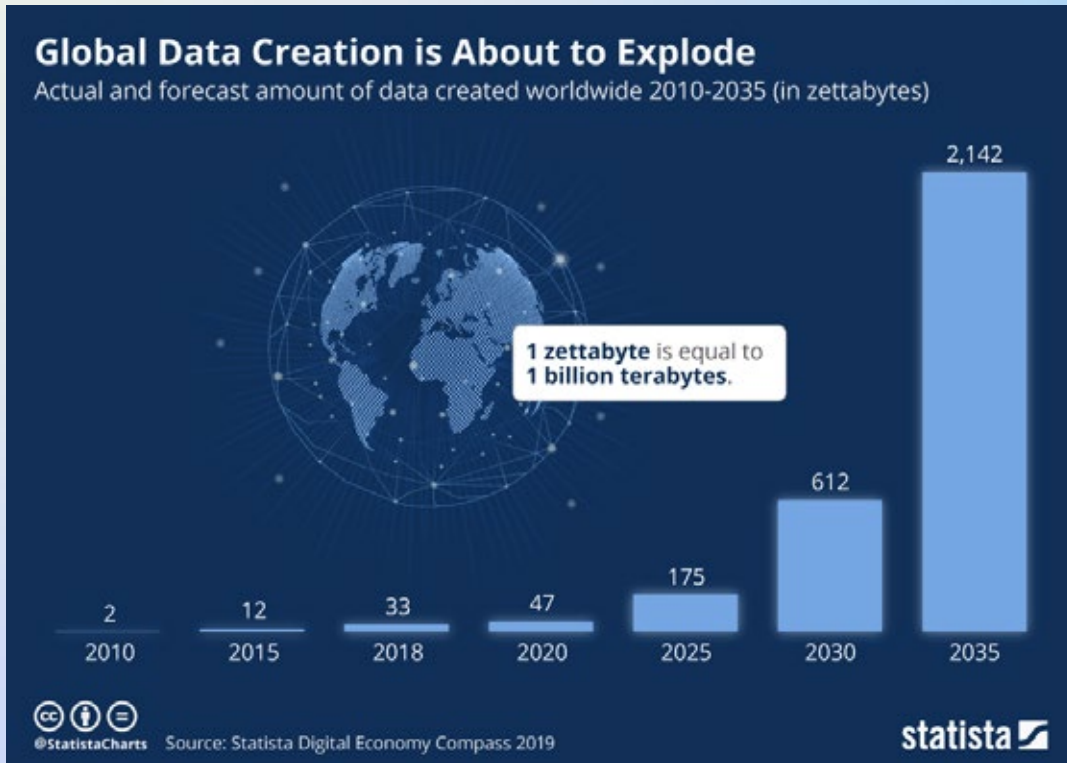 Global Data Creation is About to Explode
Actual and forecast amount of data created worldwide 2010-2035 (in zettabytes)
2,142
1 zettabyte is equal to
1 billion terabytes.
612
175
47
33
12
2
2010 2015 2018 2020 2025 2030 2035
cc
@StatistaCharts Source: Statista Digital Economy Compass 2019
statista